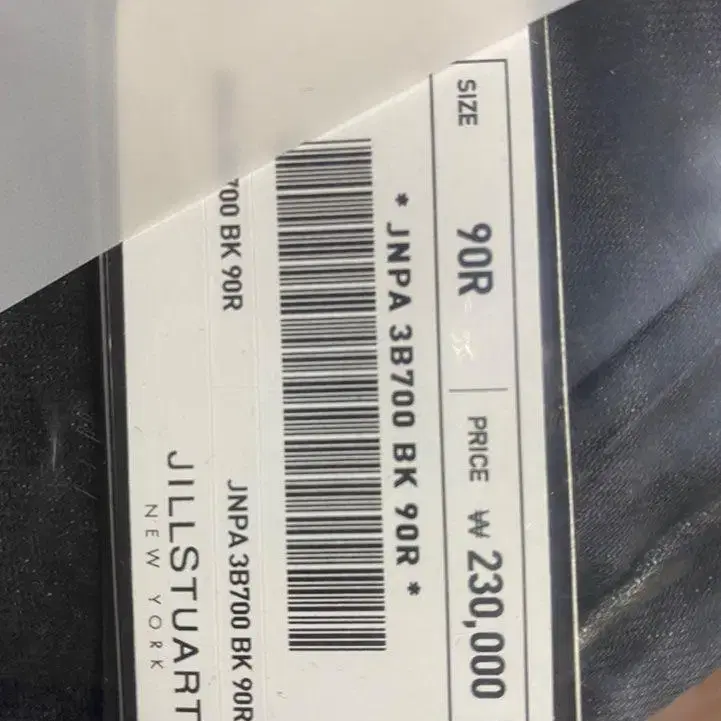 SIZE 90R PRICE ₩ 230,000
* JNPA 3B700 BK 90R *
700 BK 90R JNPA 3B700 BK 90R
JILLSTUART
NEW YORK